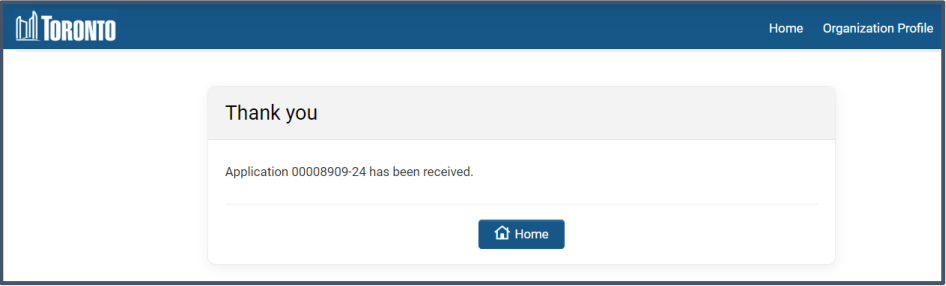 TORONTO
Home Organization Profile
Thank you
Application 00008909-24 has been received.
Home